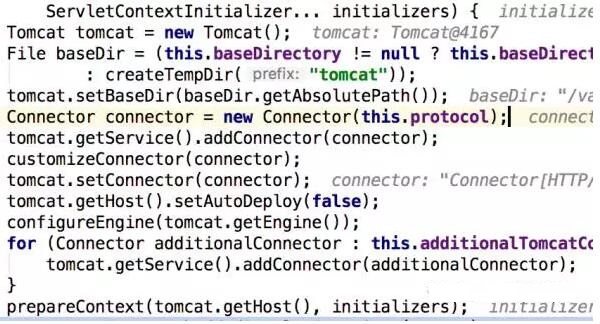 ServletContextInitializer... initializers) {
Tomcat tomcat = new Tomcat(); tomcat: Tomcat@4167
File baseDir = (this.baseDirectory != null ? this.baseDirect
: createTempDir( prefix: "tomcat"));
tomcat.setBaseDir(baseDir.getAbsolutePath()); baseDir: "/va
Connector connector = new Connector(this.protocol); connect
tomcat.getService().addConnector(connector);
customizeConnector(connector);
tomcat.setConnector(connector); connector: "Connector[HTTP/
tomcat.getHost().setAutoDeploy(false);
configureEngine(tomcat.getEngine());
for (Connector additionalConnector : this.additionalTomcatCo
tomcat.getService().addConnector(additionalConnector);
}
prepareContext(tomcat.getHost(), initializers);